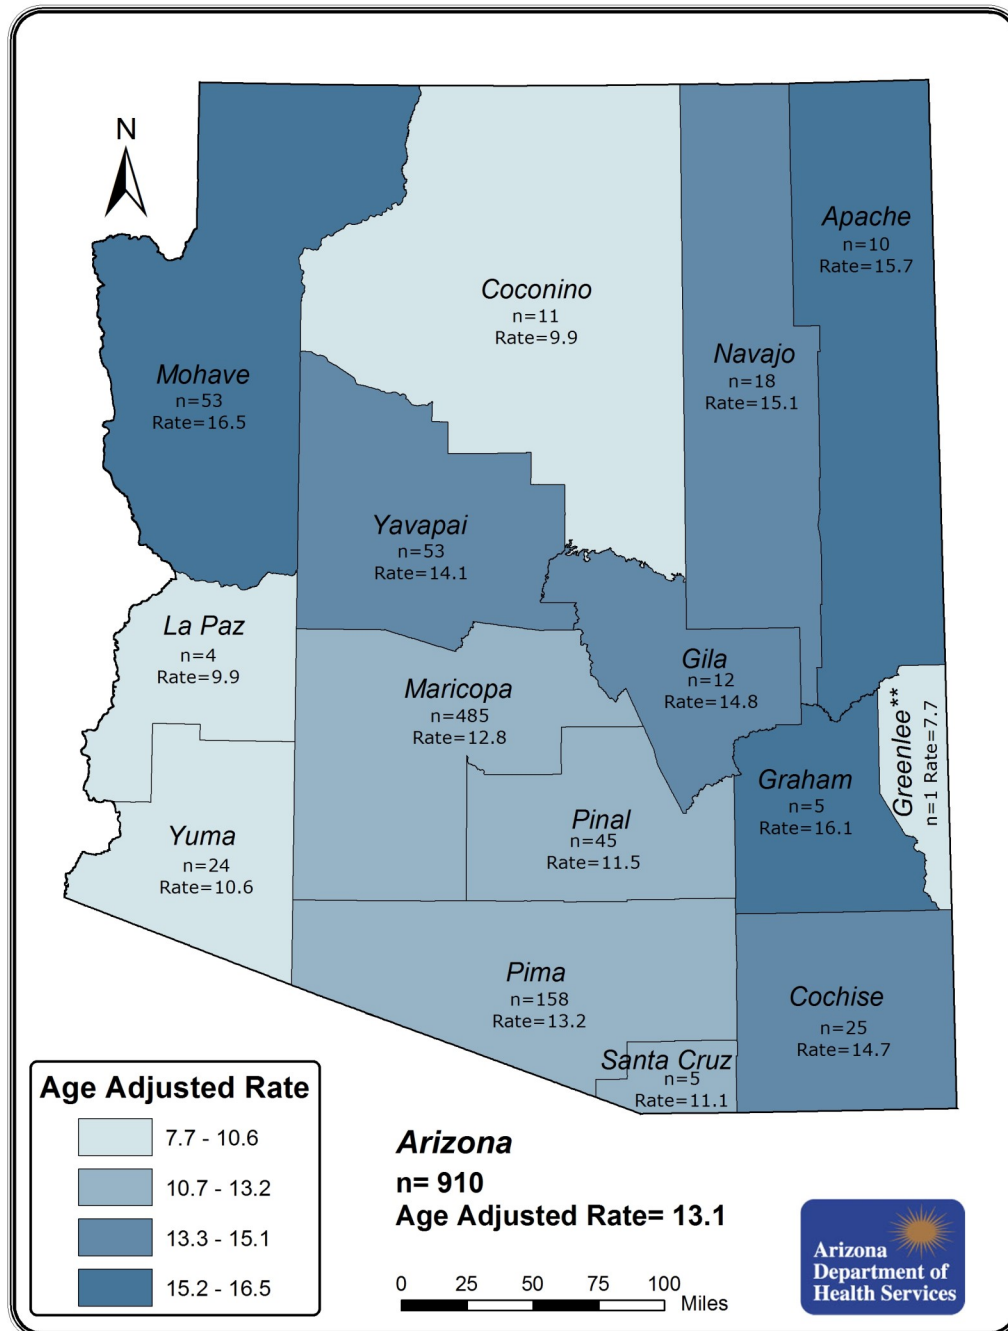 N
Apache
n=10
Rate=15.7
Coconino
n=11
Rate=9.9
Navajo
n=18
Rate=15.1
Mohave
n=53
Rate=16.5
Yavapai
n=53
Rate=14.1
La Paz
n=4
Rate=9.9
Gila
n=12
Rate=14.8
Maricopa
n=485
Rate=12.8
Greenlee**
n=1 Rate=7.7
Graham
n=5
Rate=16.1
Pinal
n=45
Rate=11.5
Yuma
n=24
Rate=10.6
Pima
n=158
Rate=13.2
Cochise
n=25
Rate=14.7
Santa Cruz
n=5
Rate=11.1
Age Adjusted Rate
7.7 - 10.6
10.7 - 13.2
13.3 - 15.1
15.2 - 16.5
Arizona
n= 910
Age Adjusted Rate= 13.1
0 25 50 75 100
Miles
Arizona
Department of
Health Services